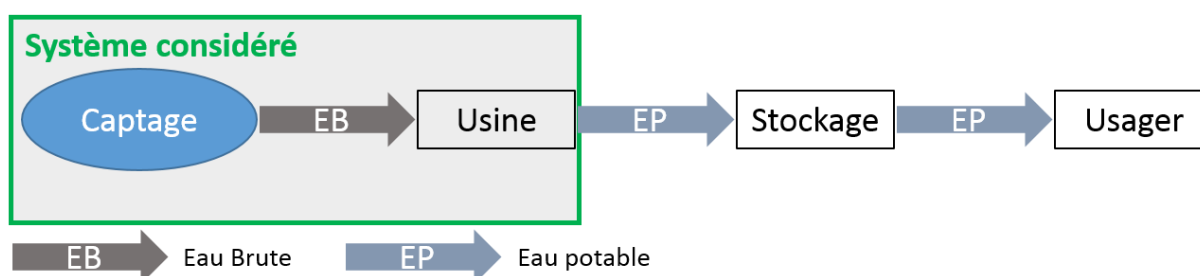 Système considéré
Captage
EB
Usine
EP
Stockage
EP
Usager
EB
Eau Brute
EP
Eau potable